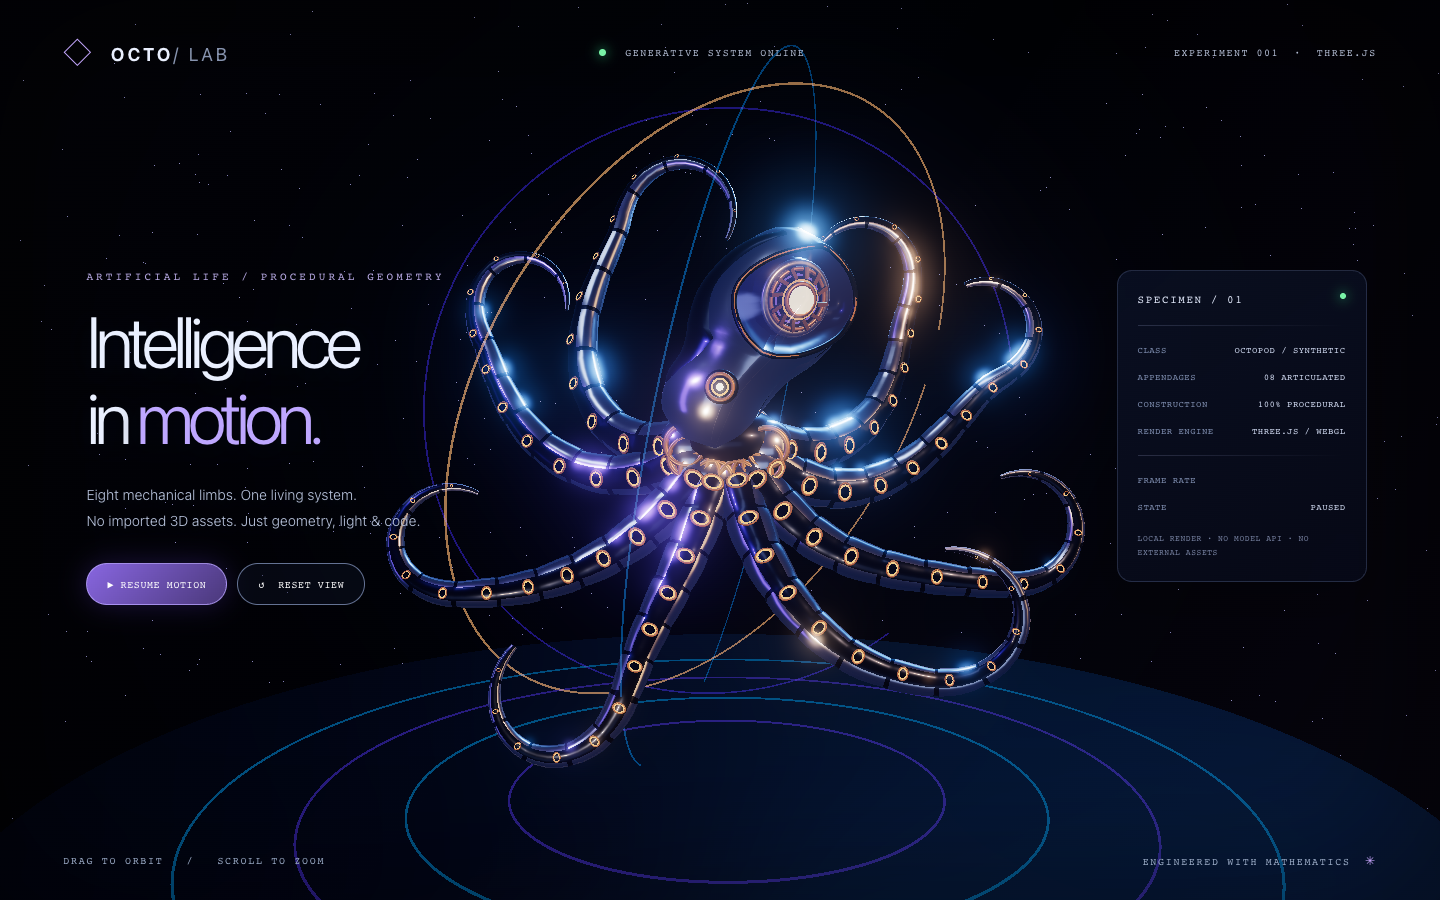 OCTO/ LAB
GENERATIVE SYSTEM ONLINE
EXPERIMENT 001 · THREE.JS
ARTIFICIAL LIFE / PROCEDURAL GEOMETRY
Intelligence
in motion.
Eight mechanical limbs. One living system.
No imported 3D assets. Just geometry, light & code.
▶ RESUME MOTION
↺ RESET VIEW
SPECIMEN / 01
CLASS OCTOPOD / SYNTHETIC
APPENDAGES 08 ARTICULATED
CONSTRUCTION 100% PROCEDURAL
RENDER ENGINE THREE.JS / WEBGL
FRAME RATE
STATE PAUSED
LOCAL RENDER · NO MODEL API · NO
EXTERNAL ASSETS
DRAG TO ORBIT / SCROLL TO ZOOM
ENGINEERED WITH MATHEMATICS ✳